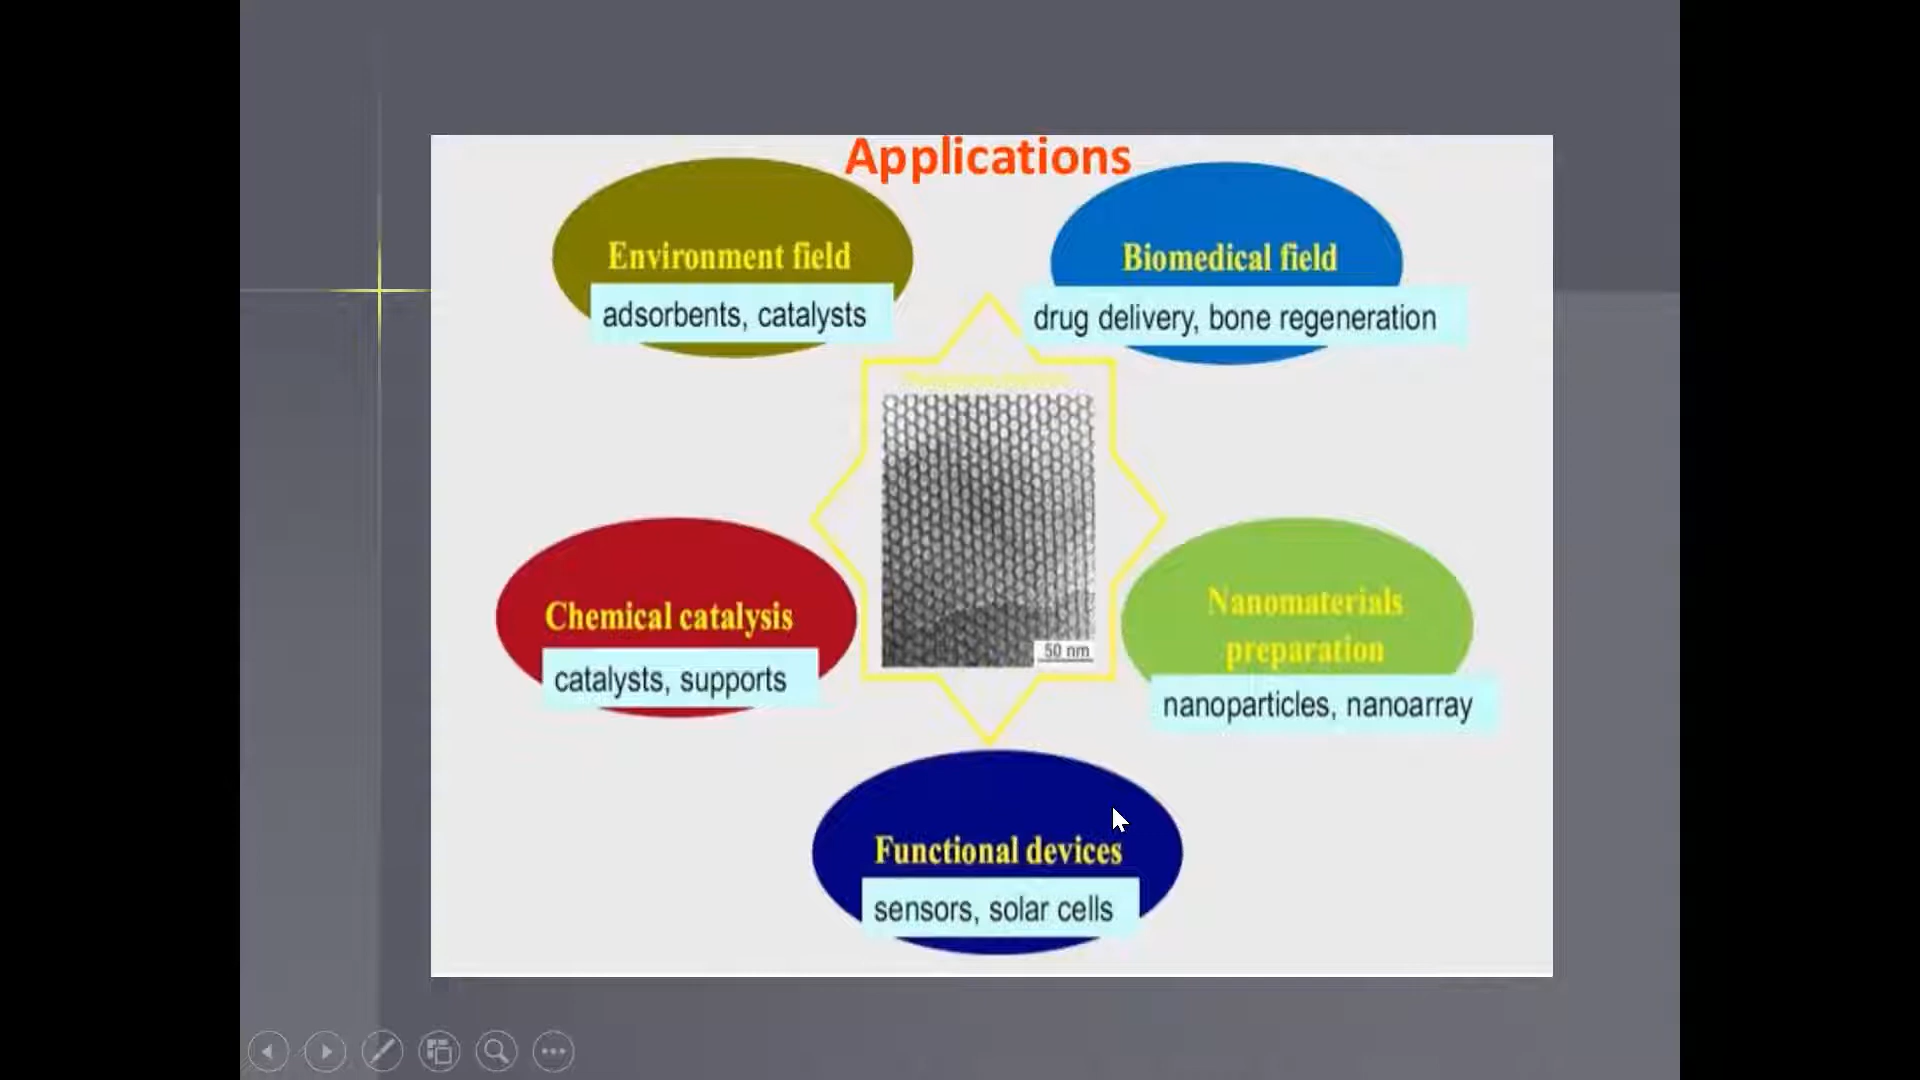 Applications
Environment field
adsorbents, catalysts
Biomedical field
drug delivery, bone regeneration
Chemical catalysis
catalysts, supports
50 nm
Nanomaterials
preparation
nanoparticles, nanoarray
Functional devices
sensors, solar cells